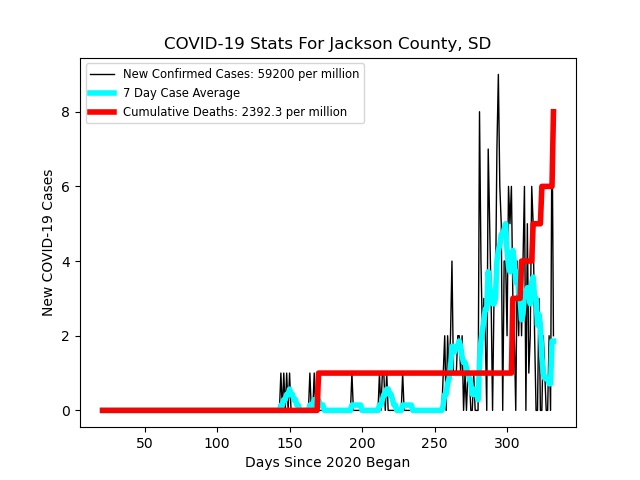 COVID-19 Stats For Jackson County, SD
New Confirmed Cases: 59200 per million
7 Day Case Average
Cumulative Deaths: 2392.3 per million
New COVID-19 Cases
8
6
4
2
0
50 100 150 200 250 300
Days Since 2020 Began